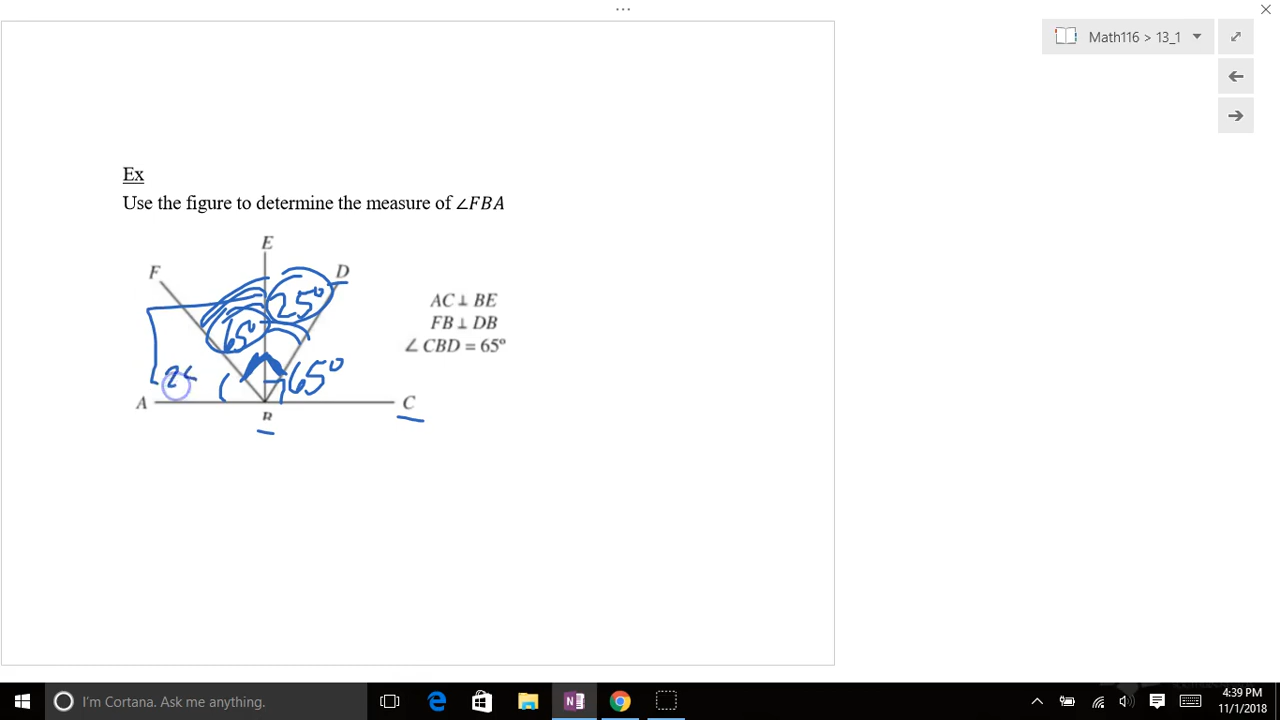 Math116 > 13_1
Ex
Use the figure to determine the measure of ∠FBA
E
F
D
25°
65°
AC ⊥ BE
FB ⊥ DB
∠ CBD = 65°
65°
A
C
B
I'm Cortana. Ask me anything.
4:39 PM
11/1/2018